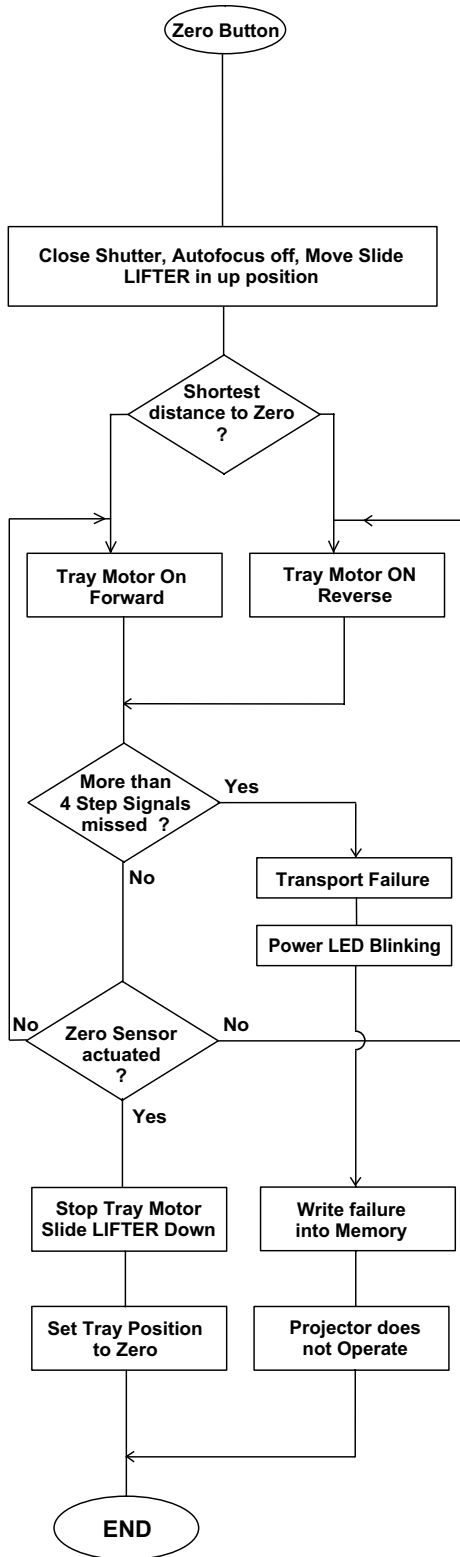 Zero Button
Close Shutter, Autofocus off, Move Slide
LIFTER in up position
Shortest
distance to Zero
?
Tray Motor On
Forward
Tray Motor ON
Reverse
More than
4 Step Signals
missed ?
Yes
No
Transport Failure
Power LED Blinking
No
Zero Sensor
actuated
?
No
Yes
Stop Tray Motor
Slide LIFTER Down
Write failure
into Memory
Set Tray Position
to Zero
Projector does
not Operate
END